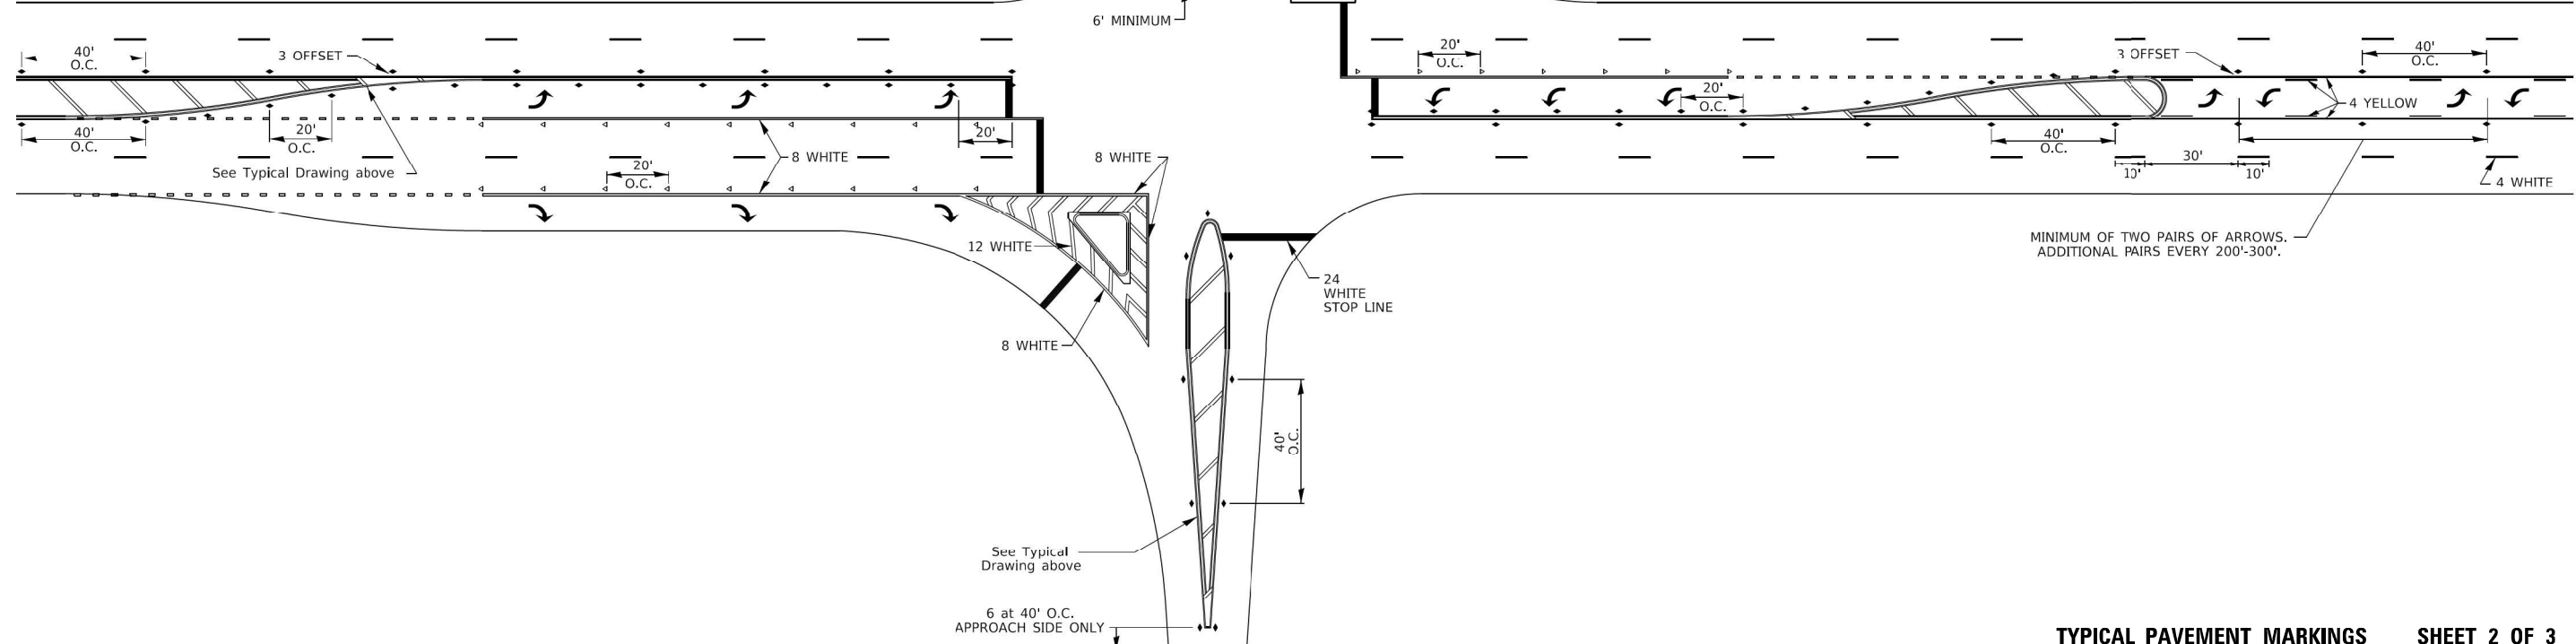 6' MINIMUM
40'
O.C.
3 OFFSET
20'
O.C.
3 OFFSET
40'
O.C.
20'
O.C.
4 YELLOW
40'
O.C.
20'
O.C.
See Typical Drawing above
20'
O.C.
8 WHITE
20'
8 WHITE
40'
O.C.
10'
30'
10'
4 WHITE
12 WHITE
MINIMUM OF TWO PAIRS OF ARROWS.
ADDITIONAL PAIRS EVERY 200'-300'.
24
WHITE
STOP LINE
8 WHITE
40'
O.C.
See Typical
Drawing above
6 at 40' O.C.
APPROACH SIDE ONLY
TYPICAL PAVEMENT MARKINGS SHEET 2 OF 3